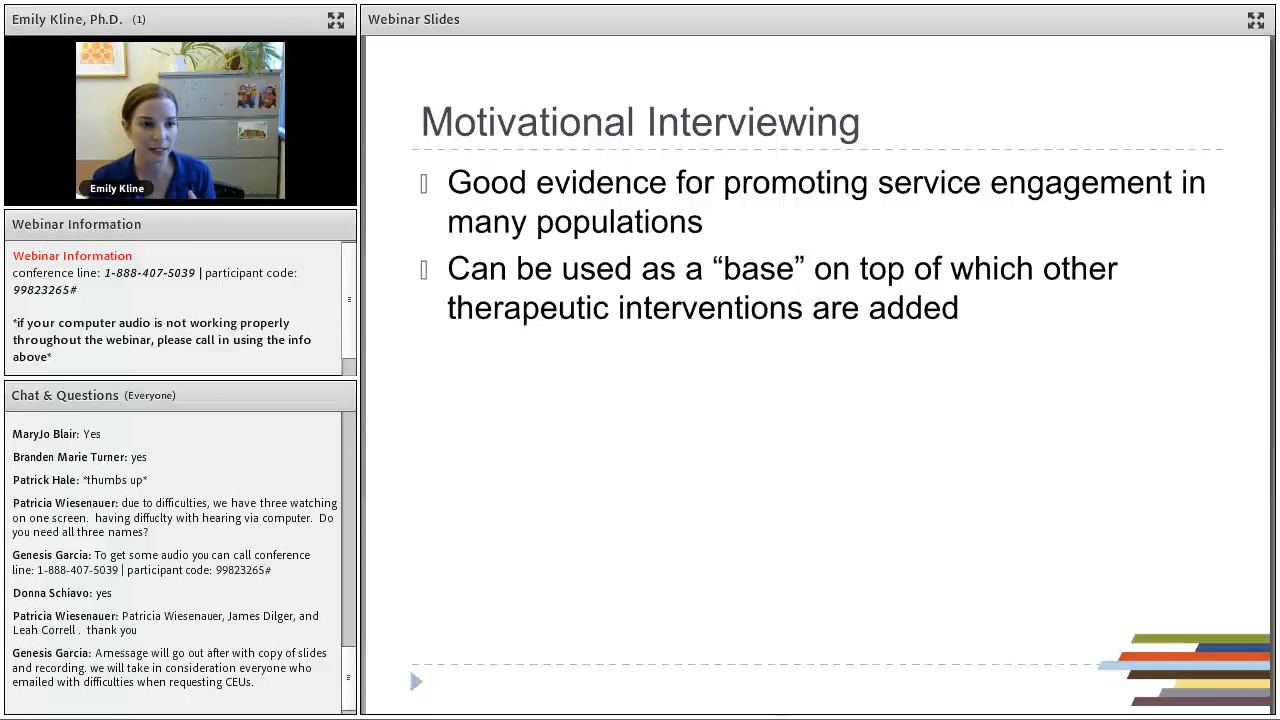 Emily Kline, Ph.D. (1)
Emily Kline
Webinar Information
Webinar Information
conference line: 1-888-407-5039 | participant code:
99823265#
*if your computer audio is not working properly
throughout the webinar, please call in using the info
above*
Chat & Questions (Everyone)
MaryJo Blair: Yes
Branden Marie Turner: yes
Patrick Hale: *thumbs up*
Patricia Wiesenauer: due to difficulties, we have three watching
on one screen. having diffuclty with hearing via computer. Do
you need all three names?
Genesis Garcia: To get some audio you can call conference
line: 1-888-407-5039 | participant code: 99823265#
Donna Schiavo: yes
Patricia Wiesenauer: Patricia Wiesenauer, James Dilger, and
Leah Correll . thank you
Genesis Garcia: Amessage will go out after with copy of slides
and recording. we will take in consideration everyone who
emailed with difficulties when requesting CEUs.
Webinar Slides
Motivational Interviewing
Good evidence for promoting service engagement in
many populations
Can be used as a “base” on top of which other
therapeutic interventions are added